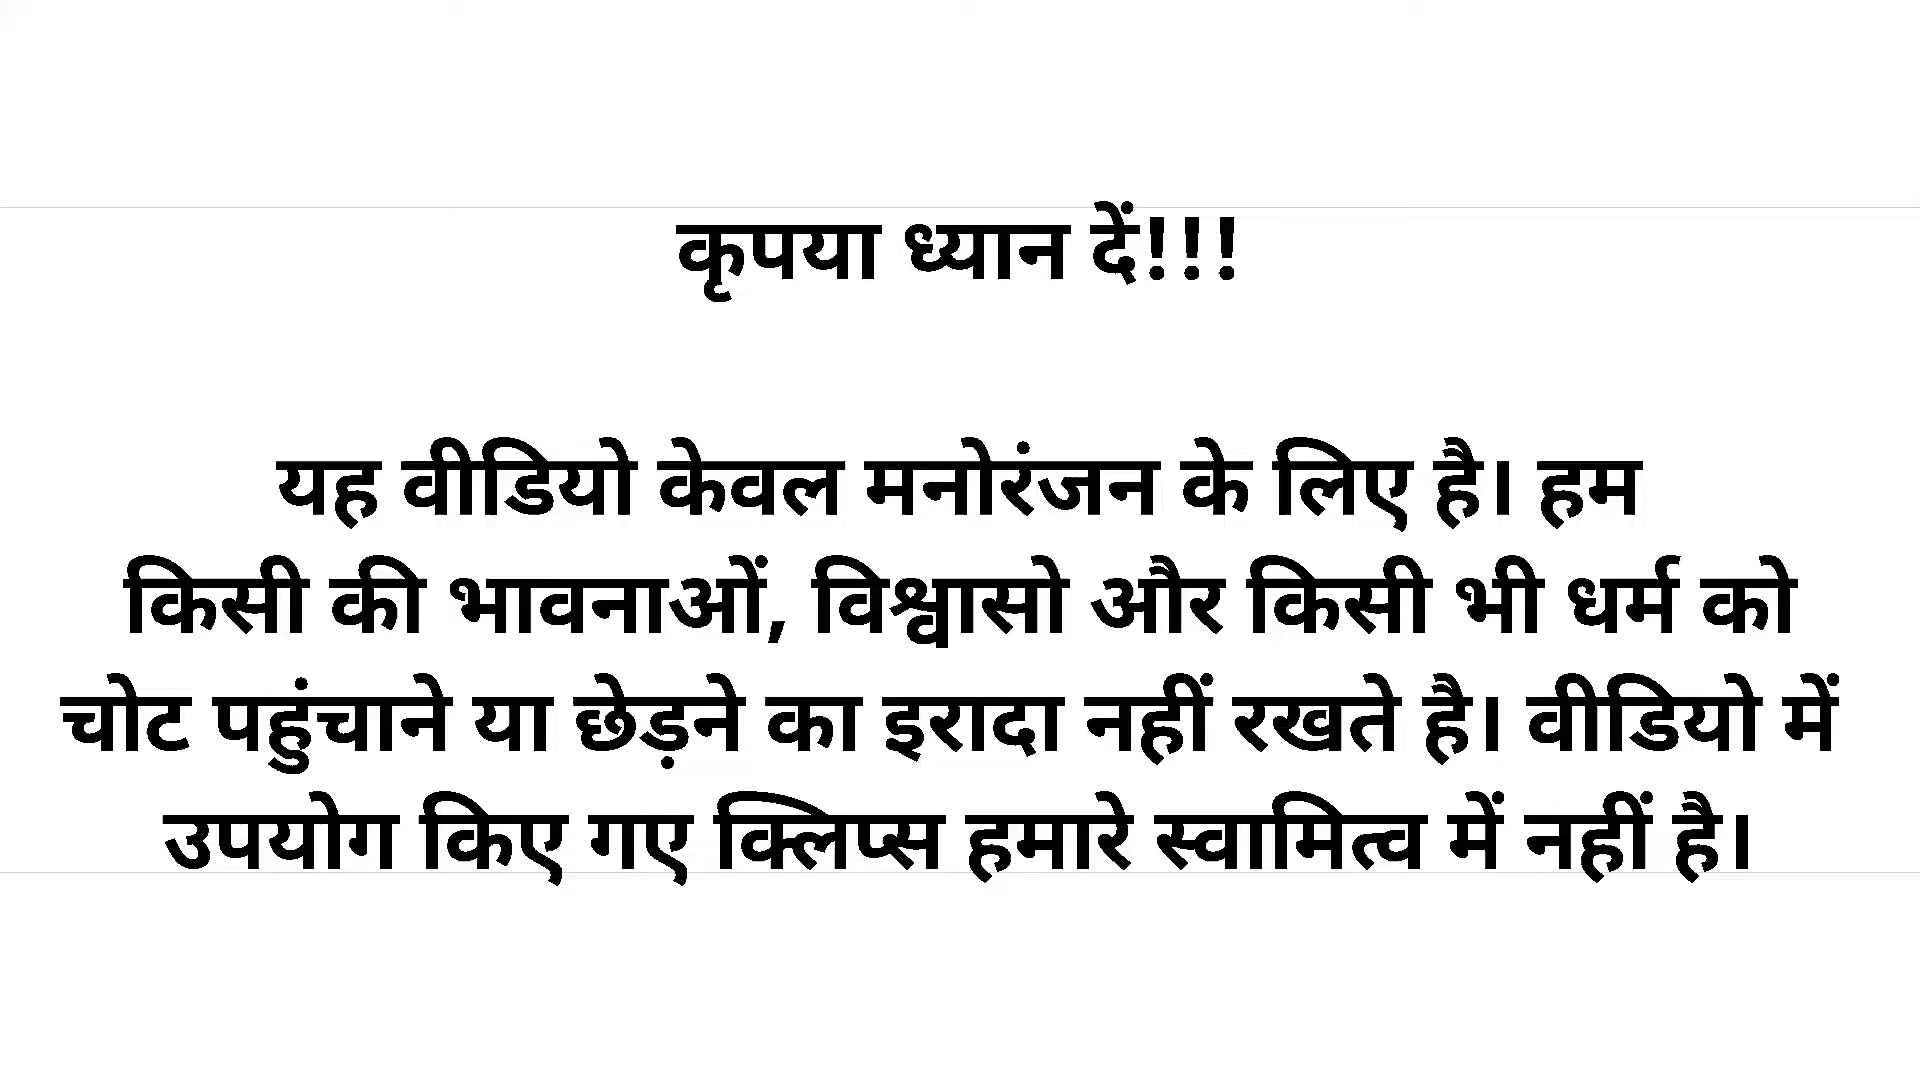 कृपया ध्यान दें!!!
यह वीडियो केवल मनोरंजन के लिए है। हम
किसी की भावनाओं, विश्वासो और किसी भी धर्म को
चोट पहुंचाने या छेड़ने का इरादा नहीं रखते है। वीडियो में
उपयोग किए गए क्लिप्स हमारे स्वामित्व में नहीं है।